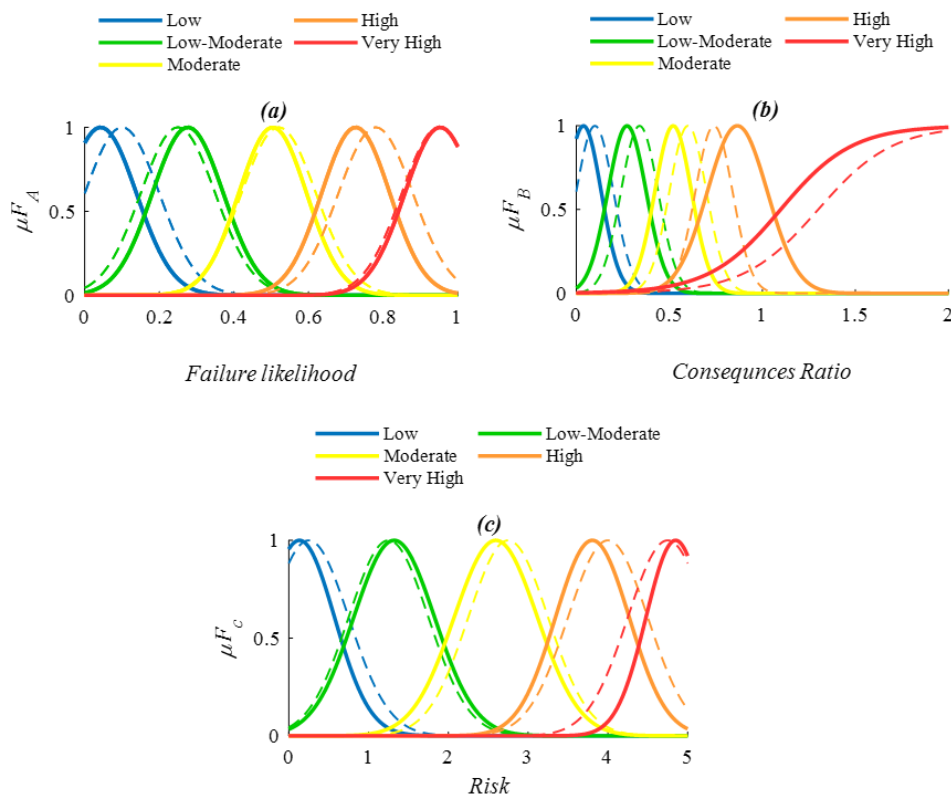 Low High
Low-Moderate Very High
Moderate
(a)
1
0.5
0
0 0.2 0.4 0.6 0.8 1
μF_A
Failure likelihood
Low High
Low-Moderate Very High
Moderate
(b)
1
0.5
0
0 0.5 1 1.5 2
μF_B
Consequnces Ratio
Low Low-Moderate
Moderate High
Very High
(c)
1
0.5
0
0 1 2 3 4 5
μF_c
Risk